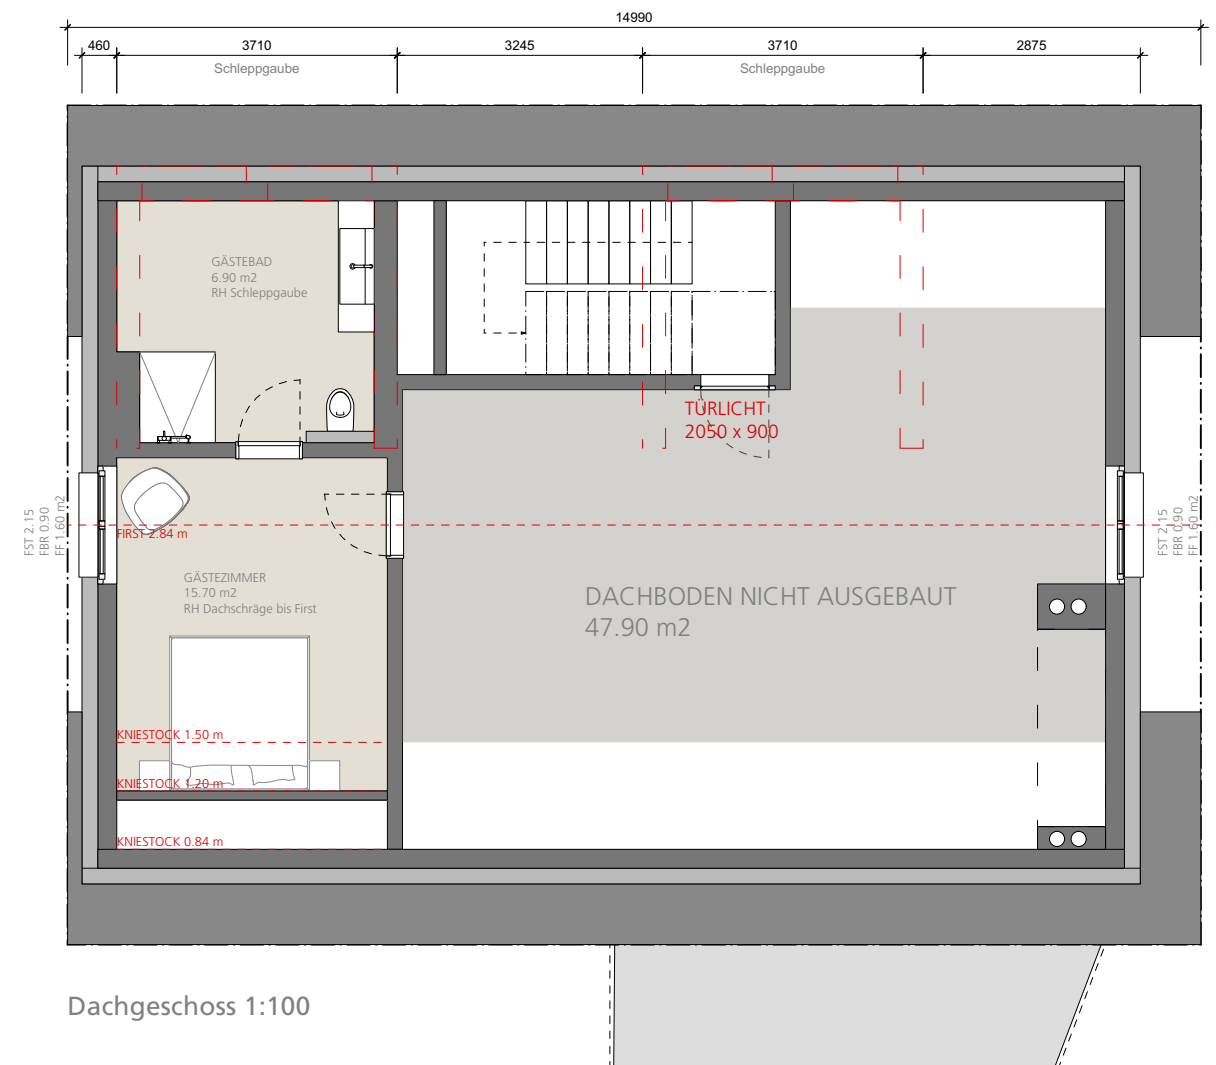 14990
460 3710 3245 3710 2875
Schleppgaube Schleppgaube
GÄSTEBAD
6.90 m2
RH Schleppgaube
TÜRLICHT
2050 x 900
FST 2.15
FBR 0.90
FF 1.60 m2
FIRST 2.84 m
FST 2.15
FBR 0.90
FF 1.60 m2
GÄSTEZIMMER
15.70 m2
RH Dachschräge bis First
DACHBODEN NICHT AUSGEBAUT
47.90 m2
KNIESTOCK 1.50 m
KNIESTOCK 1.20 m
KNIESTOCK 0.84 m
Dachgeschoss 1:100